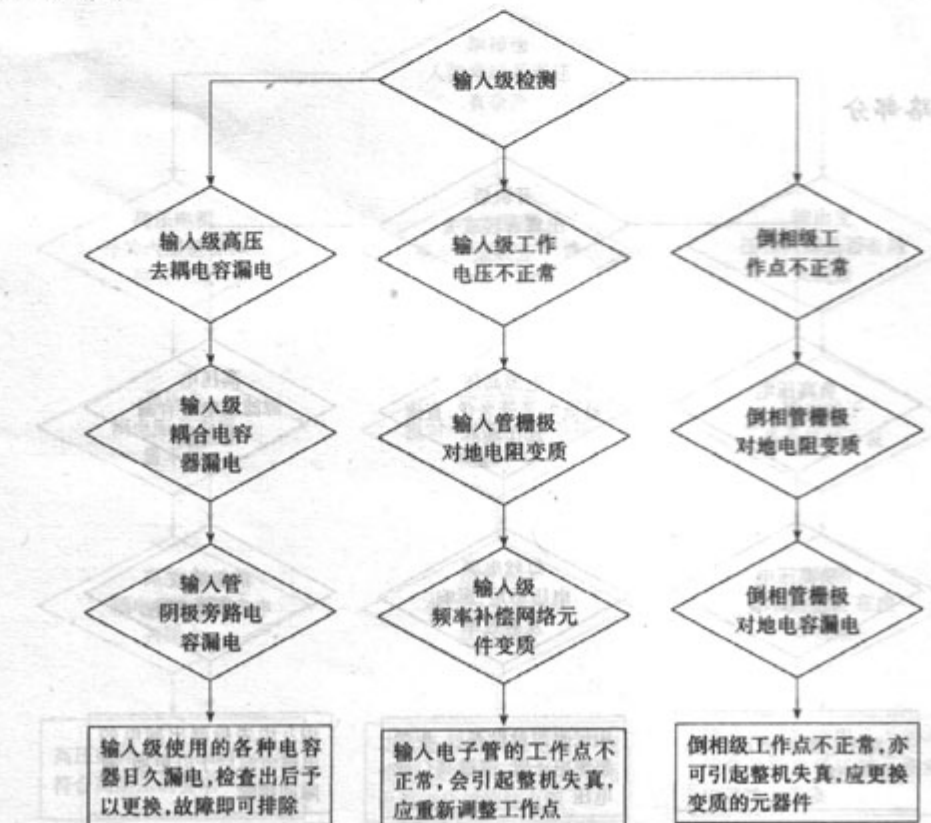 输入级检测
输入级高压
去耦电容漏电
输入级工作
电压不正常
倒相级工
作点不正常
输入级
耦合电容
器漏电
输入管栅极
对地电阻变质
倒相管栅极
对地电阻变质
输入管
阴极旁路电
容漏电
输入级
频率补偿网络元
件变质
倒相管栅极
对地电容漏电
输入级使用的各种电容
器日久漏电,检查出后予
以更换,故障即可排除
输入电子管的工作点不
正常,会引起整机失真,
应重新调整工作点
倒相级工作点不正常,亦
可引起整机失真,应更换
变质的元器件